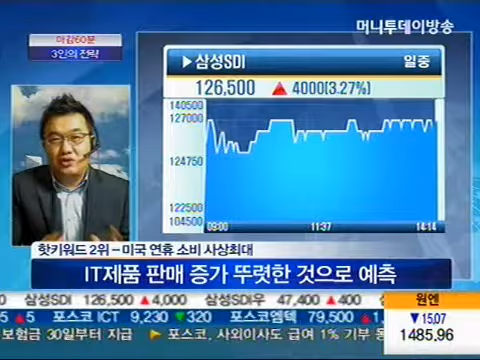 머니투데이방송
마감60분
3인의 전략
▶삼성SDI 일중
126,500 ▲ 4000(3.27%)
140500
127000
124750
122500
104500
09:00 11:37 14:14
핫키워드 2위 - 미국 연휴 소비 사상최대
IT제품 판매 증가 뚜렷한 것으로 예측
삼성SDI 126,500 ▲4,000 삼성SDI우 47,400 ▲400
▲5 포스코 ICT 9,230 ▼320 포스코엠텍 79,500 ▲1
보험금 30일부터 지급 ▶ 포스코, 사외이사도 급여 1% 기부 동
원엔
▼15,07
1485,96